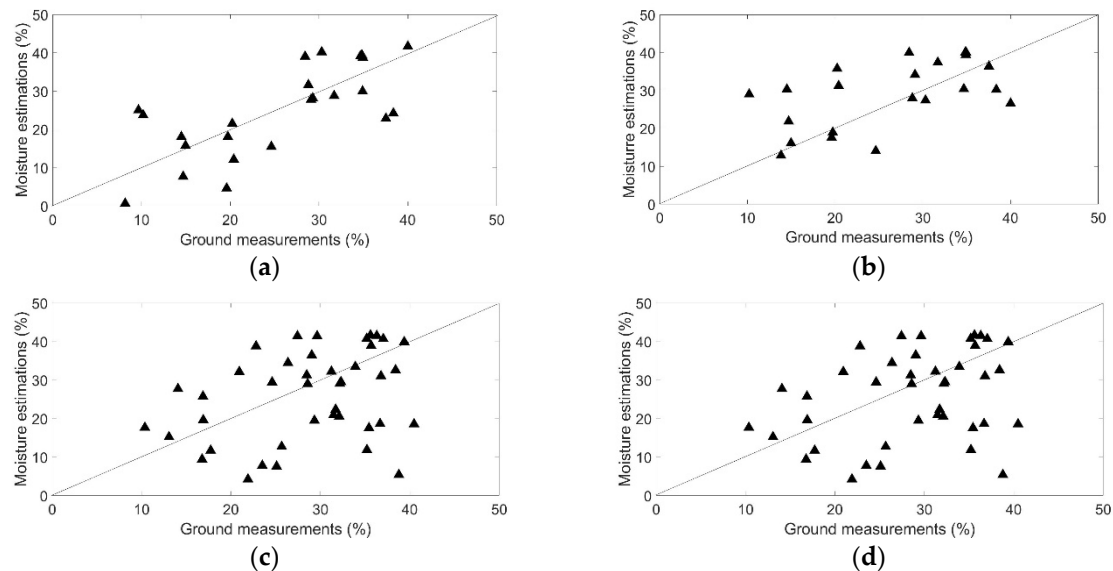 50
40
30
20
10
0
0 10 20 30 40 50
Moisture estimations (%)
Ground measurements (%)
(a)
50
40
30
20
10
0
0 10 20 30 40 50
Moisturre estimations (%)
Ground measurements (%)
(b)
50
40
30
20
10
0
0 10 20 30 40 50
Moisture estimations (%)
Ground measurements (%)
(c)
50
40
30
20
10
0
0 10 20 30 40 50
Moisture estimations (%)
Ground measurements (%)
(d)